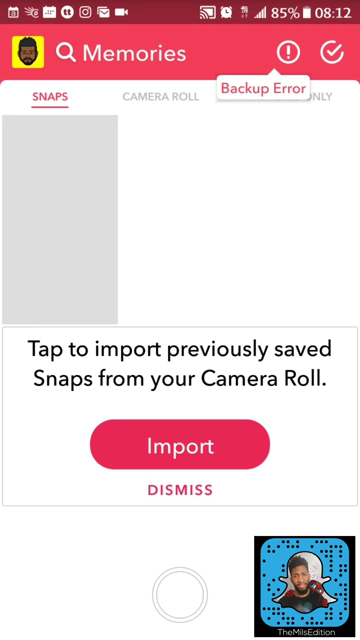 85% 08:12
Memories
Backup Error
SNAPS
CAMERA ROLL
ONLY
Tap to import previously saved
Snaps from your Camera Roll.
Import
DISMISS
TheMilsEdition